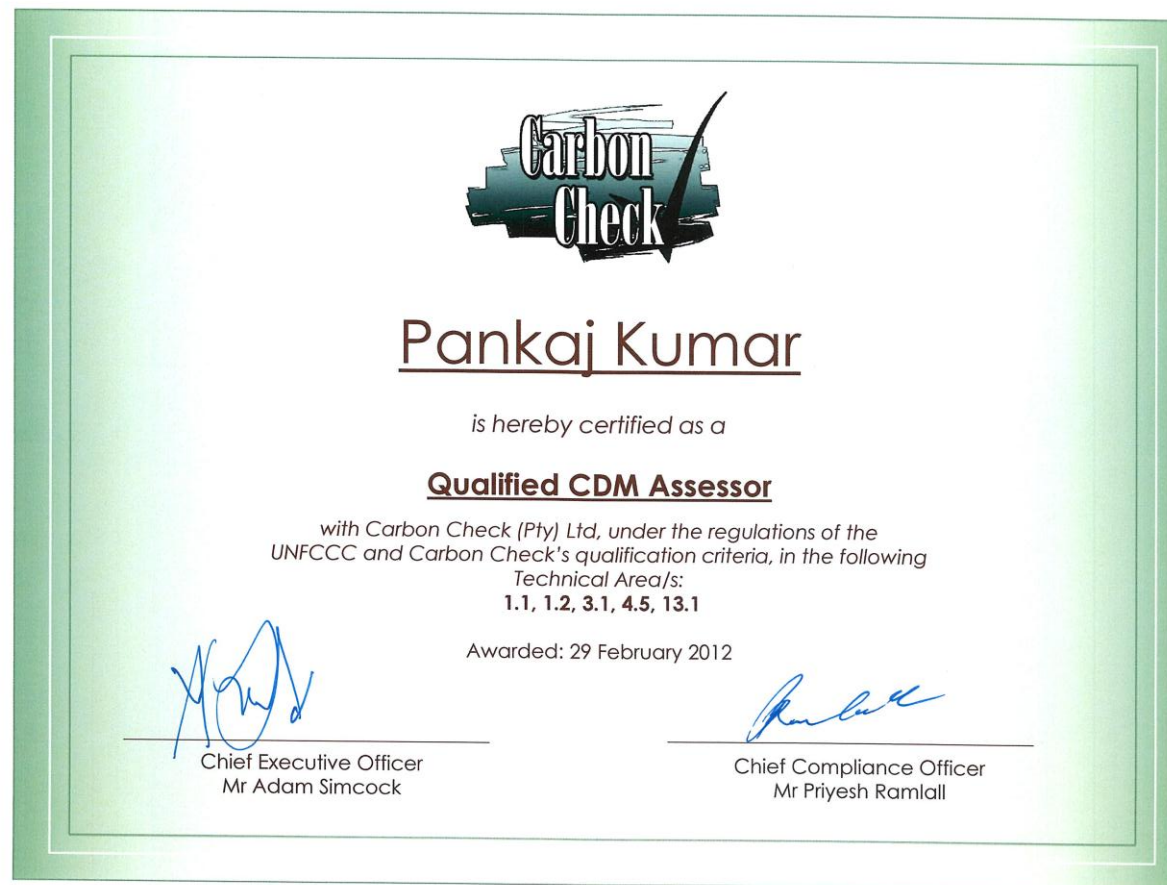 Carbon
Check
Pankaj Kumar
is hereby certified as a
Qualified CDM Assessor
with Carbon Check (Pty) Ltd, under the regulations of the
UNFCCC and Carbon Check's qualification criteria, in the following
Technical Area/s:
1.1, 1.2, 3.1, 4.5, 13.1
Awarded: 29 February 2012
Chief Executive Officer
Mr Adam Simcock
Chief Compliance Officer
Mr Priyesh Ramlall